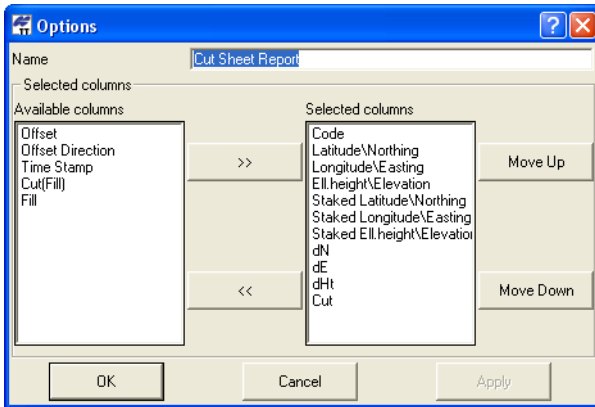 Options
Name
Cut Sheet Report
Selected columns
Available columns
Selected columns
Offset
Offset Direction
Time Stamp
Cut(Fill)
Fill
>>
<<
Code
Latitude\Northing
Longitude\Easting
Ell.height\Elevation
Staked Latitude\Northing
Staked Longitude\Easting
Staked Ell.height\Elevation
dN
dE
dHt
Cut
Move Up
Move Down
OK
Cancel
Apply